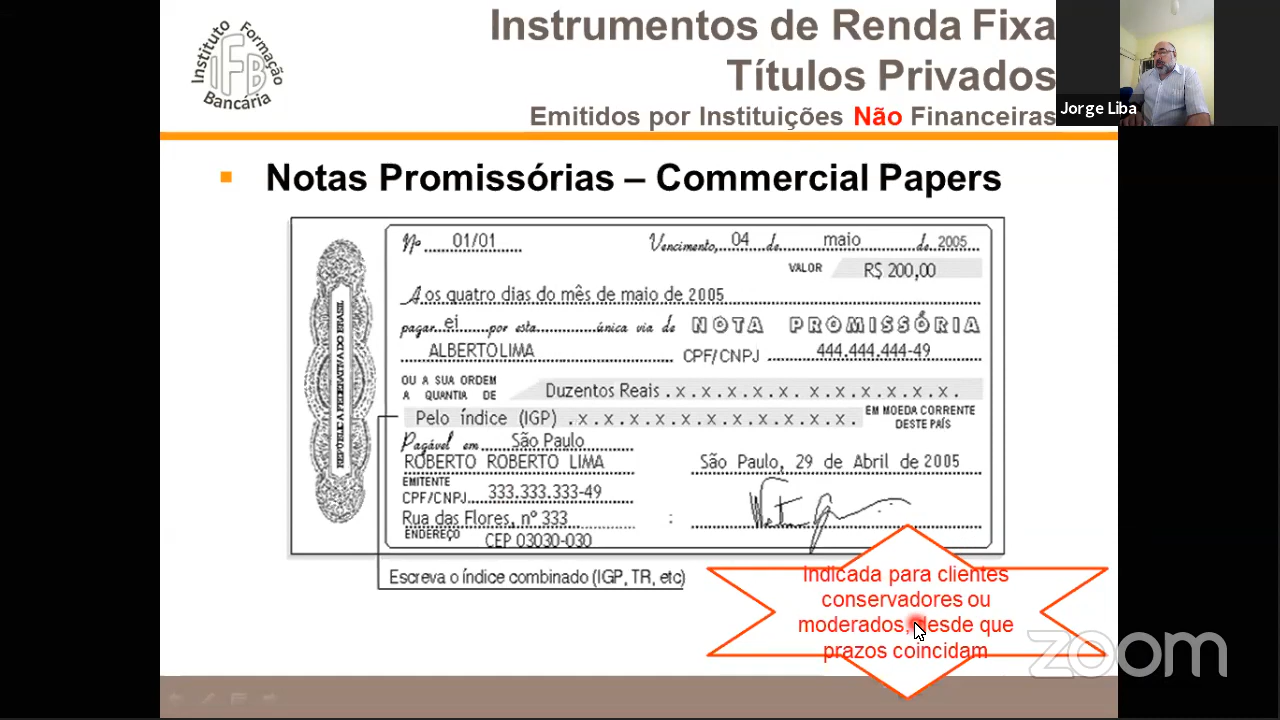 Instituto Formação
IFB
Bancária
Instrumentos de Renda Fixa
Títulos Privados
Emitidos por Instituições Não Financeiras
Jorge Liba
Notas Promissórias – Commercial Papers
Nº 01/01 Vencimento, 04 de maio de 2005
VALOR R$ 200,00
Aos quatro dias do mês de maio de 2005
pagar ei por esta única via de NOTA PROMISSÓRIA
ALBERTO LIMA CPF/CNPJ 444.444.444-49
OU A SUA ORDEM
A QUANTIA DE
Duzentos Reais . x . x . x . x . x . x . x . x . x . x . x .
Pelo índice (IGP) . x . x . x . x . x . x . x . x . x . x . x .
EM MOEDA CORRENTE
DESTE PAÍS
Pagável em São Paulo
ROBERTO ROBERTO LIMA São Paulo, 29 de Abril de 2005
EMITENTE
CPF/CNPJ 333.333.333-49
Rua das Flores, nº 333 :
ENDEREÇO CEP 03030-030
REPÚBLICA FEDERATIVA DO BRASIL
Escreva o índice combinado (IGP, TR, etc)
Indicada para clientes
conservadores ou
moderados, desde que
prazos coincidam
zoom